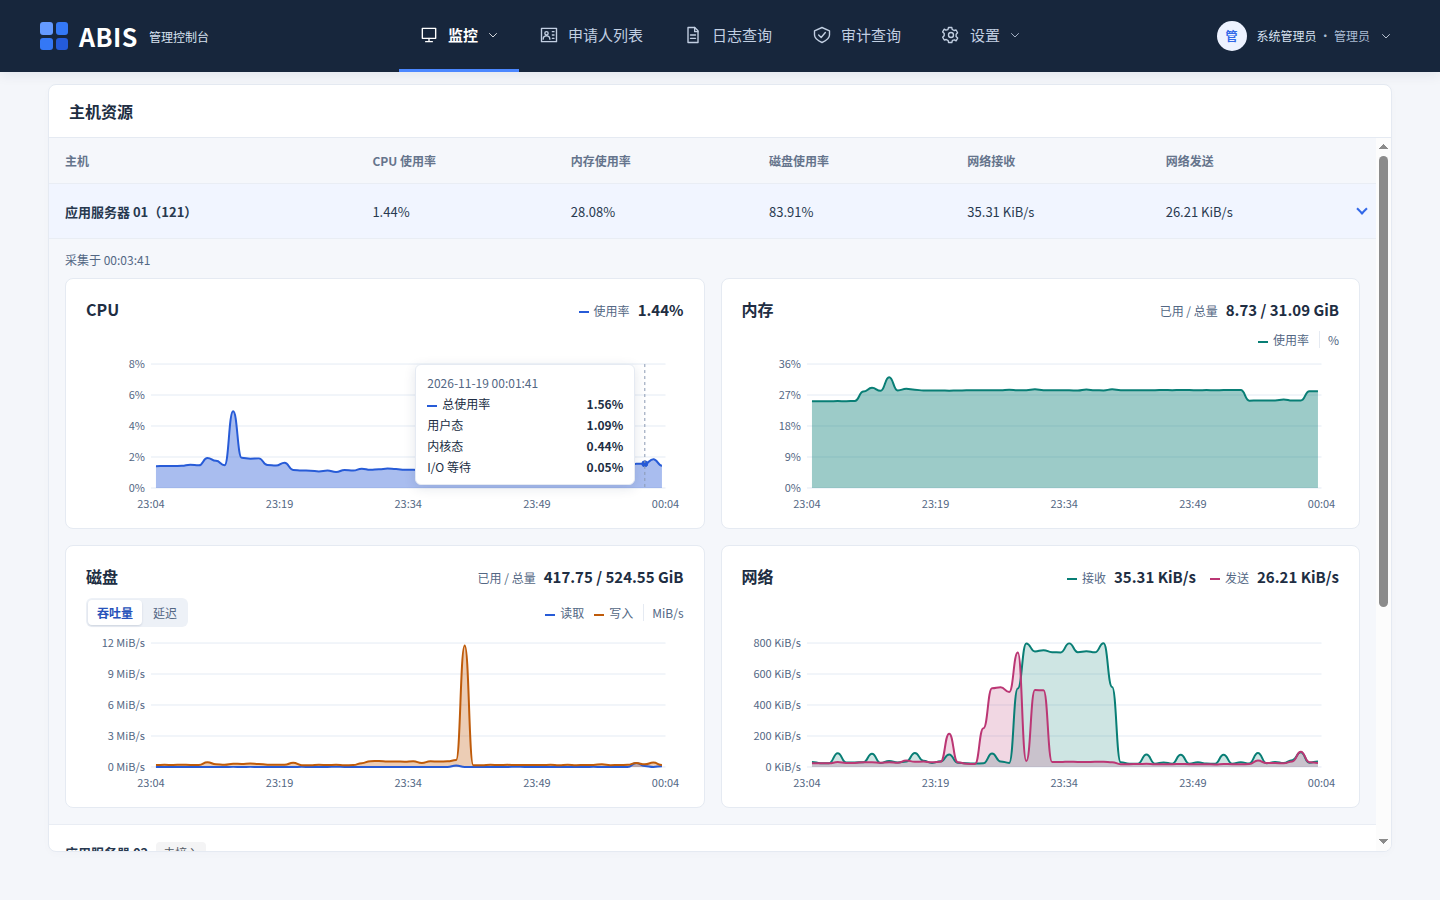 ABIS 管理控制台
监控 申请人列表 日志查询 审计查询 设置
管 系统管理员 · 管理员
主机资源
主机 CPU 使用率 内存使用率 磁盘使用率 网络接收 网络发送
应用服务器 01（121） 1.44% 28.08% 83.91% 35.31 KiB/s 26.21 KiB/s
采集于 00:03:41
CPU
使用率 1.44%
8%
6%
4%
2%
0%
23:04 23:19 23:34 23:49 00:04
2026-11-19 00:01:41
总使用率 1.56%
用户态 1.09%
内核态 0.44%
I/O 等待 0.05%
内存
已用 / 总量 8.73 / 31.09 GiB
使用率 %
36%
27%
18%
9%
0%
23:04 23:19 23:34 23:49 00:04
磁盘
已用 / 总量 417.75 / 524.55 GiB
吞吐量 延迟
读取 写入 MiB/s
12 MiB/s
9 MiB/s
6 MiB/s
3 MiB/s
0 MiB/s
23:04 23:19 23:34 23:49 00:04
网络
接收 35.31 KiB/s 发送 26.21 KiB/s
800 KiB/s
600 KiB/s
400 KiB/s
200 KiB/s
0 KiB/s
23:04 23:19 23:34 23:49 00:04
应用服务器 02